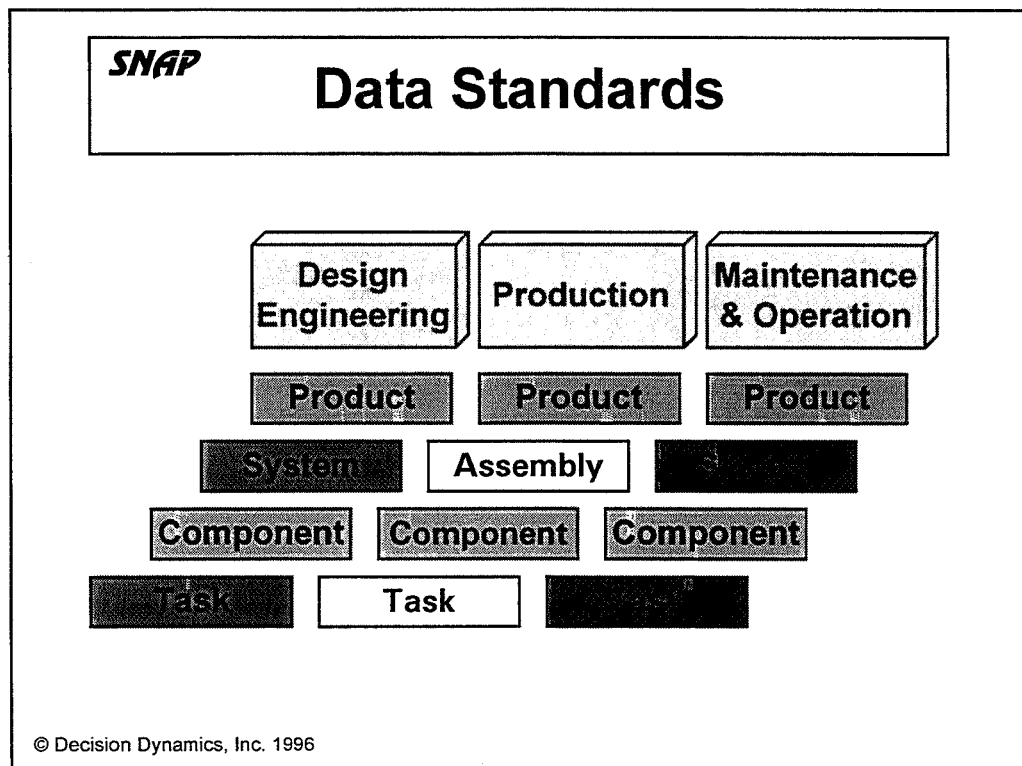 SNAP
Data Standards
Design
Engineering
Production
Maintenance
& Operation
Product Product Product
System Assembly
Component Component Component
Task Task
© Decision Dynamics, Inc. 1996